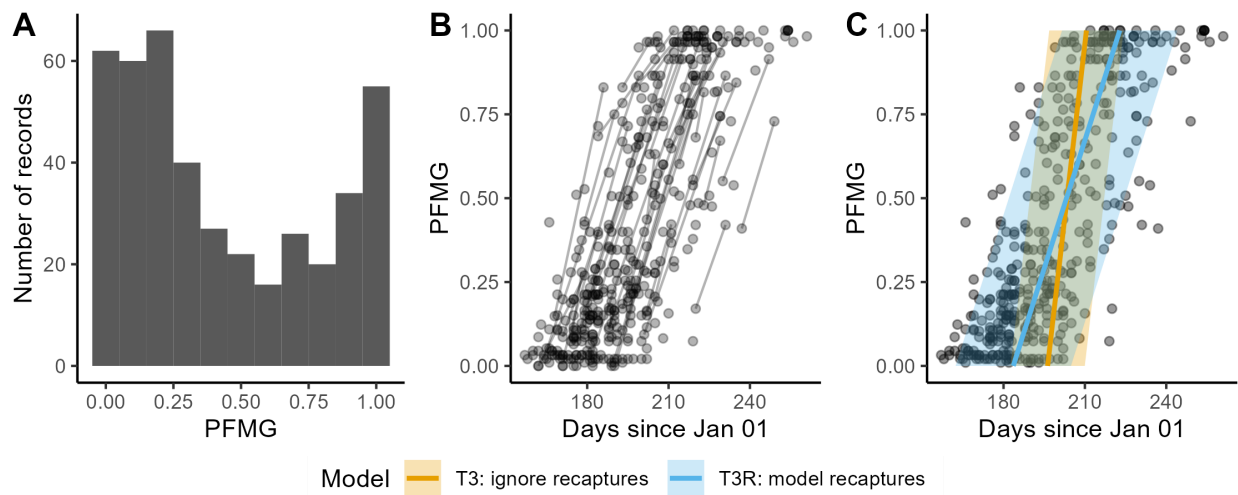 A
Number of records
60
40
20
0
0.00 0.25 0.50 0.75 1.00
PFMG
B
PFMG
1.00
0.75
0.50
0.25
0.00
180 210 240
Days since Jan 01
C
PFMG
1.00
0.75
0.50
0.25
0.00
180 210 240
Days since Jan 01
Model T3: ignore recaptures T3R: model recaptures